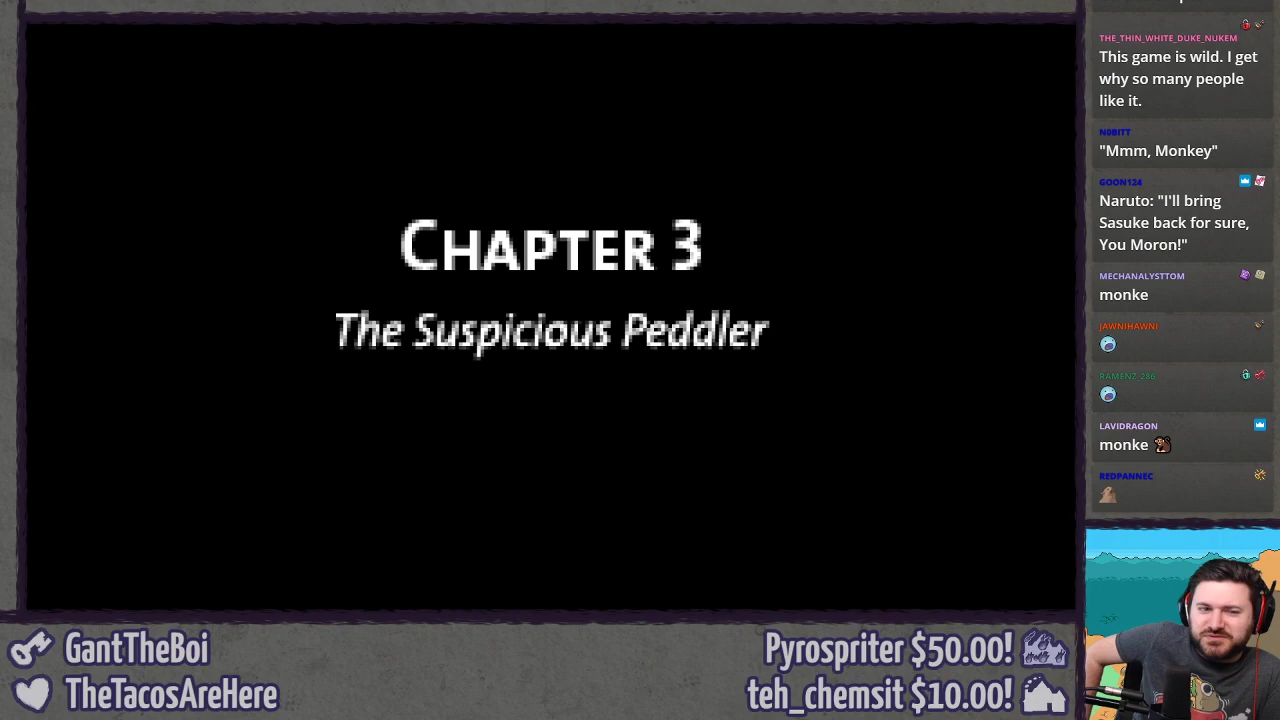 Chapter 3
The Suspicious Peddler
THE_THIN_WHITE_DUKE_NUKEM
This game is wild. I get
why so many people
like it.
N0BITT
"Mmm, Monkey"
GOON124
Naruto: "I'll bring
Sasuke back for sure,
You Moron!"
MECHANALYSTTOM
monke
JAWNIHAWNI
RAMENZ-286
LAVIDRAGON
monke
REDPANNEC
GantTheBoi
TheTacosAreHere
Pyrospriter $50.00!
teh_chemsit $10.00!